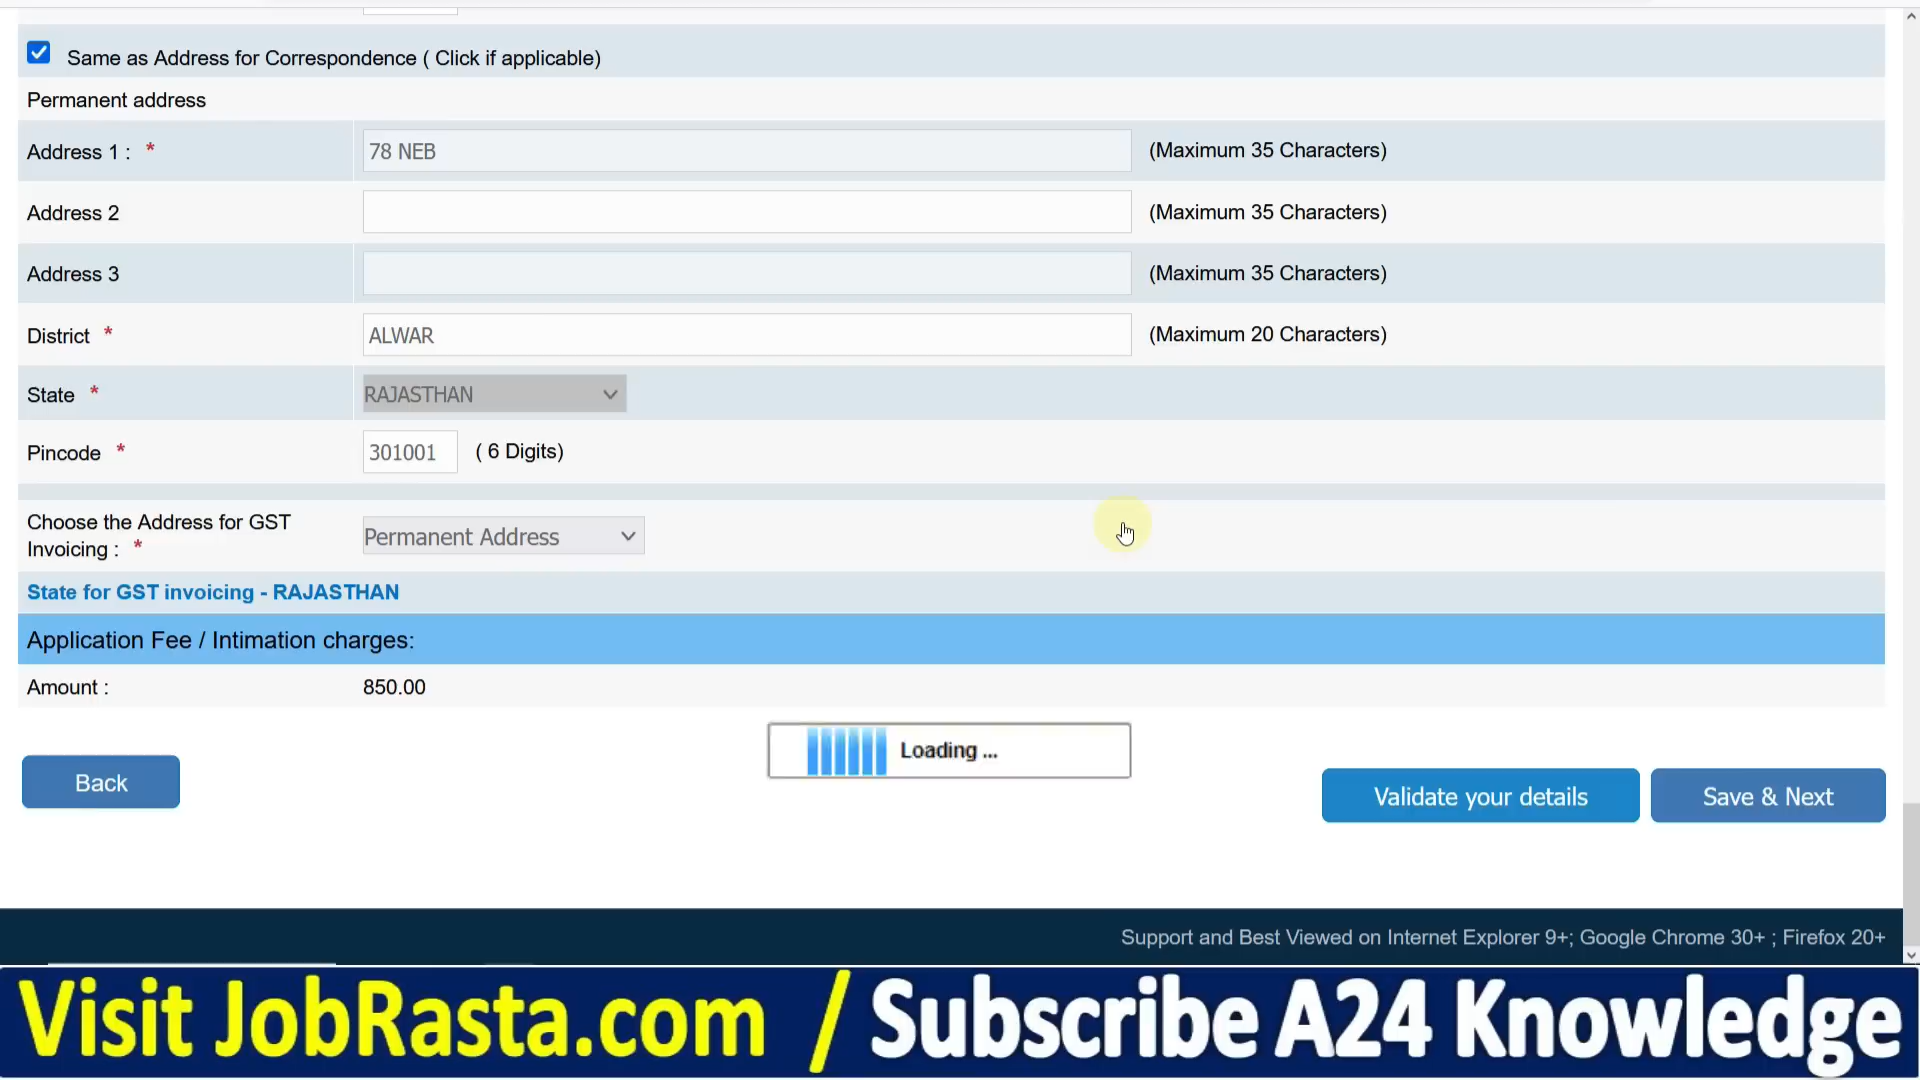 Same as Address for Correspondence ( Click if applicable)
Permanent address
Address 1 : * 78 NEB (Maximum 35 Characters)
Address 2 (Maximum 35 Characters)
Address 3 (Maximum 35 Characters)
District * ALWAR (Maximum 20 Characters)
State * RAJASTHAN
Pincode * 301001 ( 6 Digits)
Choose the Address for GST
Invoicing : * Permanent Address
State for GST invoicing - RAJASTHAN
Application Fee / Intimation charges:
Amount : 850.00
Loading ...
Back Validate your details Save & Next
Support and Best Viewed on Internet Explorer 9+; Google Chrome 30+ ; Firefox 20+
Visit JobRasta.com / Subscribe A24 Knowledge